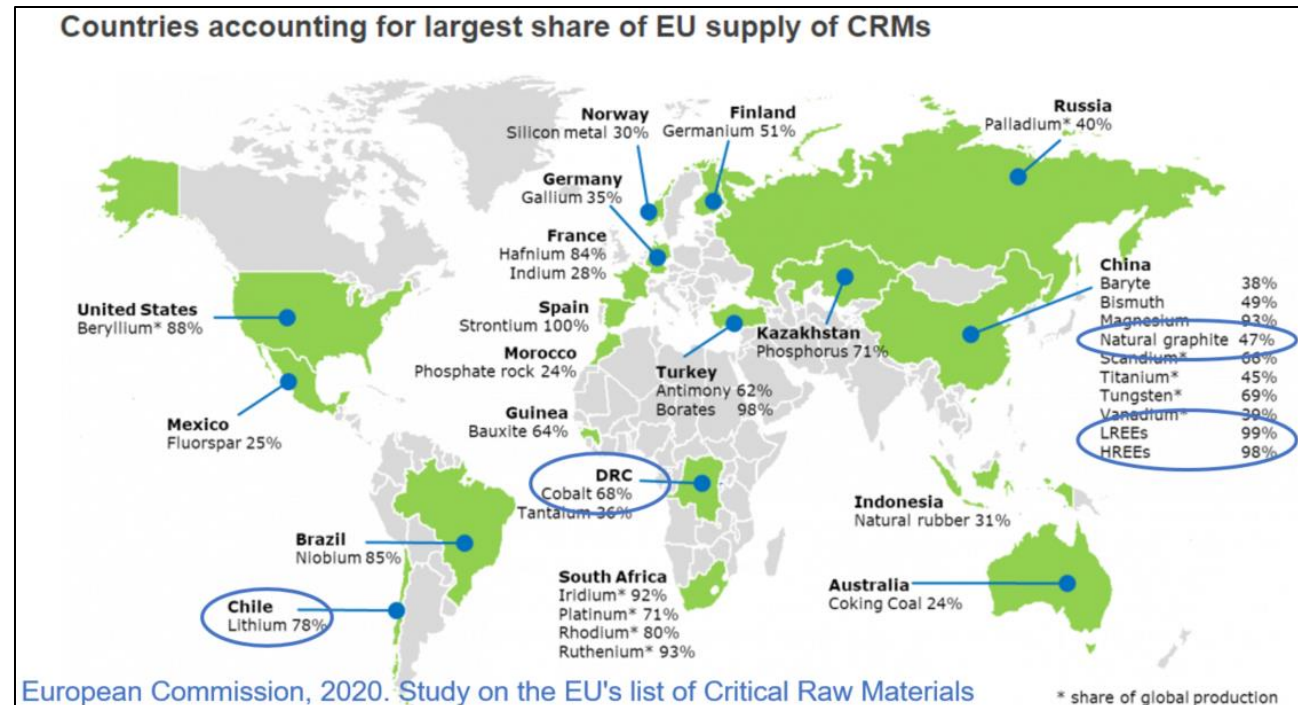 Countries accounting for largest share of EU supply of CRMs
Norway
Silicon metal 30%
Finland
Germanium 51%
Russia
Palladium* 40%
Germany
Gallium 35%
France
Hafnium 84%
Indium 28%
United States
Beryllium* 88%
Spain
Strontium 100%
Morocco
Phosphate rock 24%
Kazakhstan
Phosphorus 71%
Turkey
Antimony 62%
Borates 98%
China
Baryte 38%
Bismuth 49%
Magnesium 93%
Natural graphite 47%
Scandium* 66%
Titanium* 45%
Tungsten* 69%
Vanadium* 39%
LREEs 99%
HREEs 98%
Mexico
Fluorspar 25%
Guinea
Bauxite 64%
DRC
Cobalt 68%
Tantalum 36%
Indonesia
Natural rubber 31%
Brazil
Niobium 85%
South Africa
Iridium* 92%
Platinum* 71%
Rhodium* 80%
Ruthenium* 93%
Australia
Coking Coal 24%
Chile
Lithium 78%
European Commission, 2020. Study on the EU's list of Critical Raw Materials
* share of global production